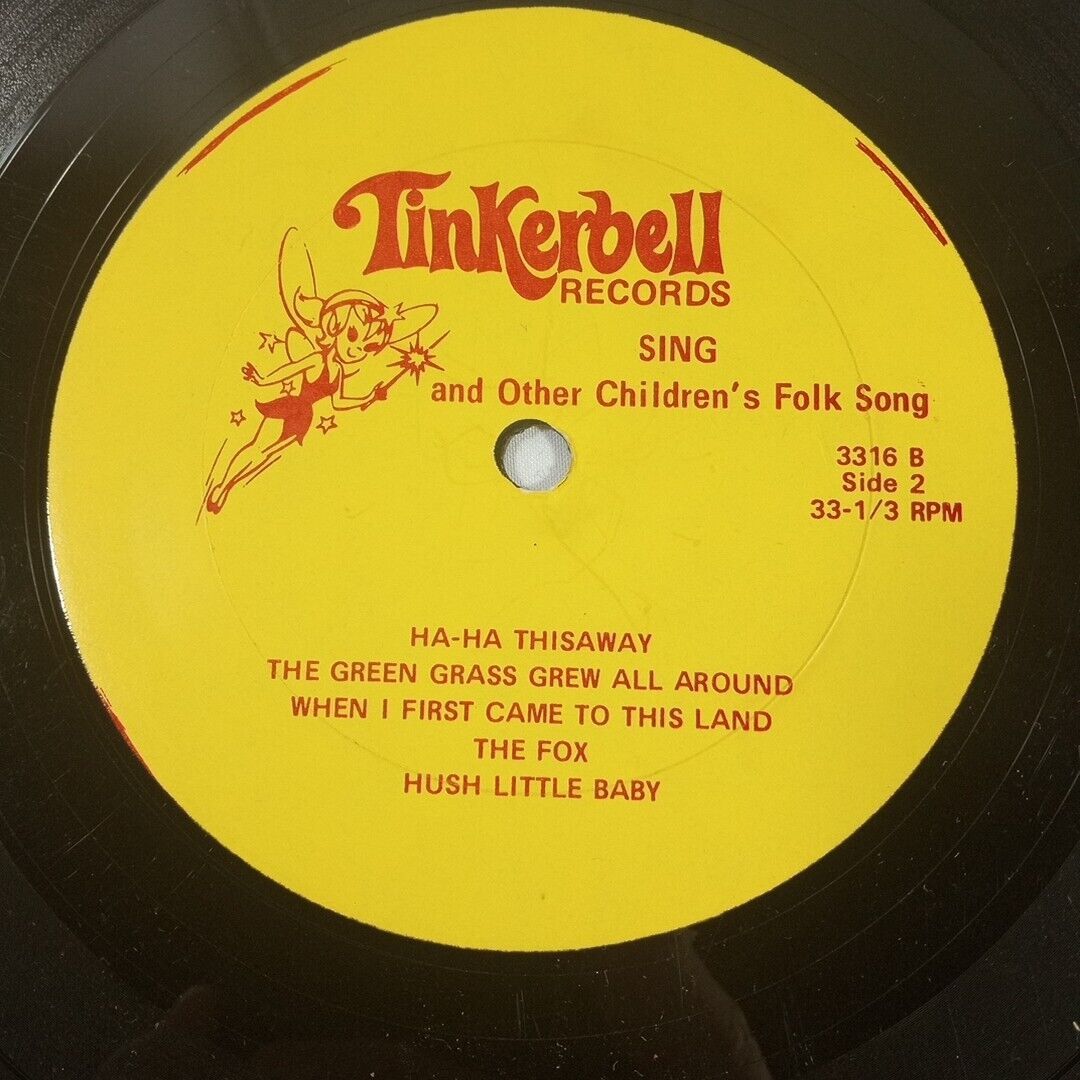 Tinkerbell
RECORDS
SING
and Other Children's Folk Song
3316 B
Side 2
33-1/3 RPM
HA-HA THISAWAY
THE GREEN GRASS GREW ALL AROUND
WHEN I FIRST CAME TO THIS LAND
THE FOX
HUSH LITTLE BABY